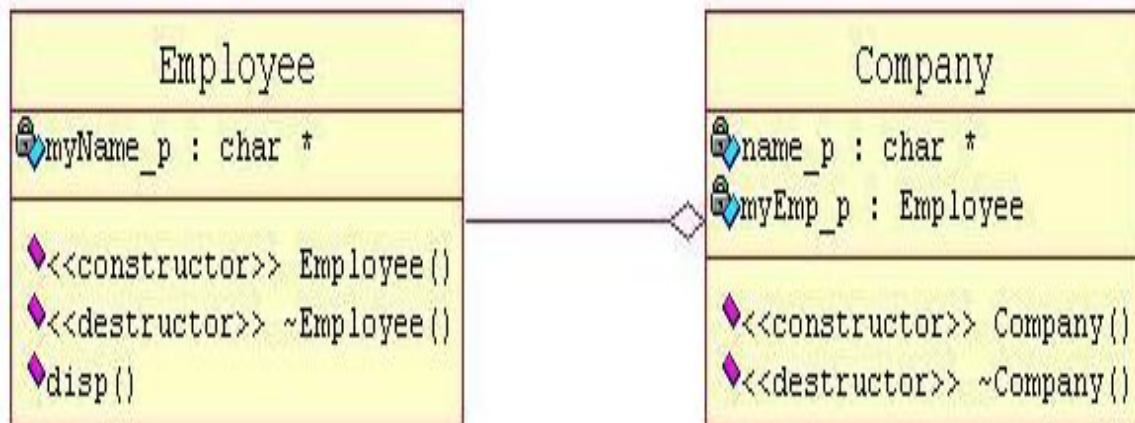 Employee
myName_p : char *
<<constructor>> Employee()
<<destructor>> ~Employee()
disp()
Company
name_p : char *
myEmp_p : Employee
<<constructor>> Company()
<<destructor>> ~Company()